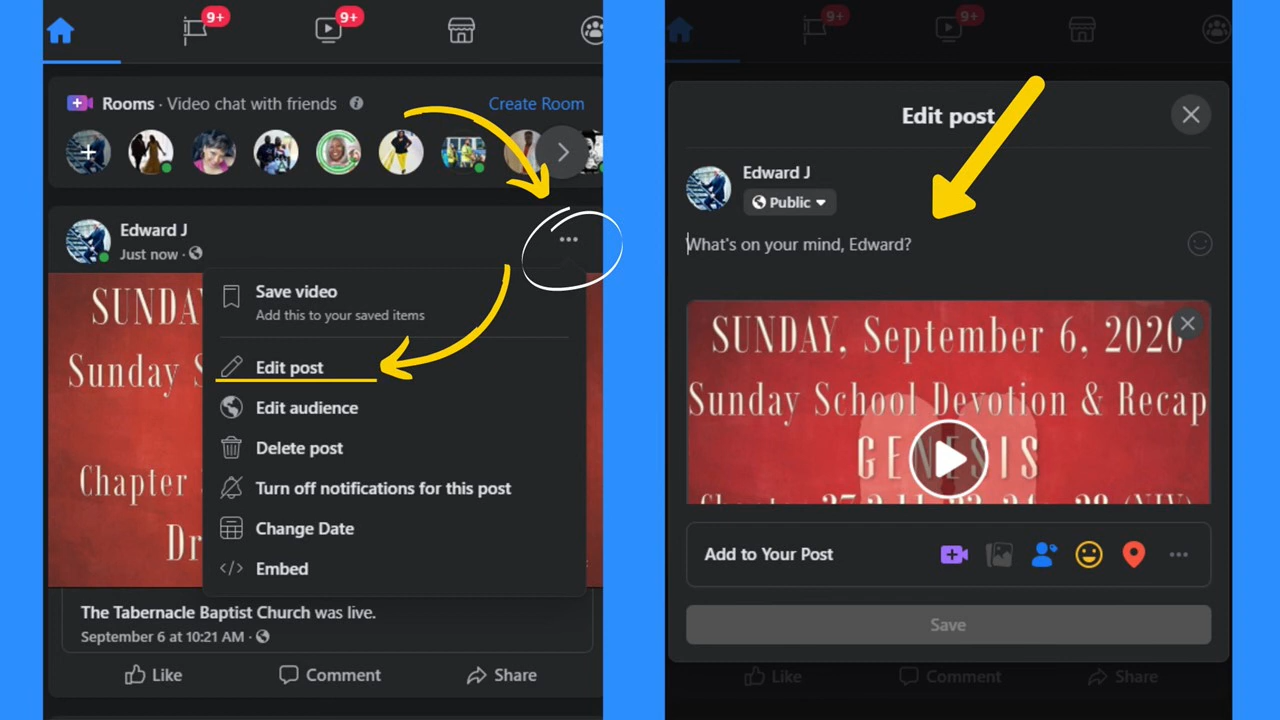 9+
9+
Rooms · Video chat with friends
Create Room
Edward J
Just now ·
SUNDAY
Sunday S
Chapter
Dr
Save video
Add this to your saved items
Edit post
Edit audience
Delete post
Turn off notifications for this post
Change Date
Embed
The Tabernacle Baptist Church was live.
September 6 at 10:21 AM ·
Like
Comment
Share
9+
9+
Edit post
Edward J
Public
What's on your mind, Edward?
SUNDAY, September 6, 2020
Sunday School Devotion & Recap
GENESIS
Add to Your Post
Save
Like
Comment
Share